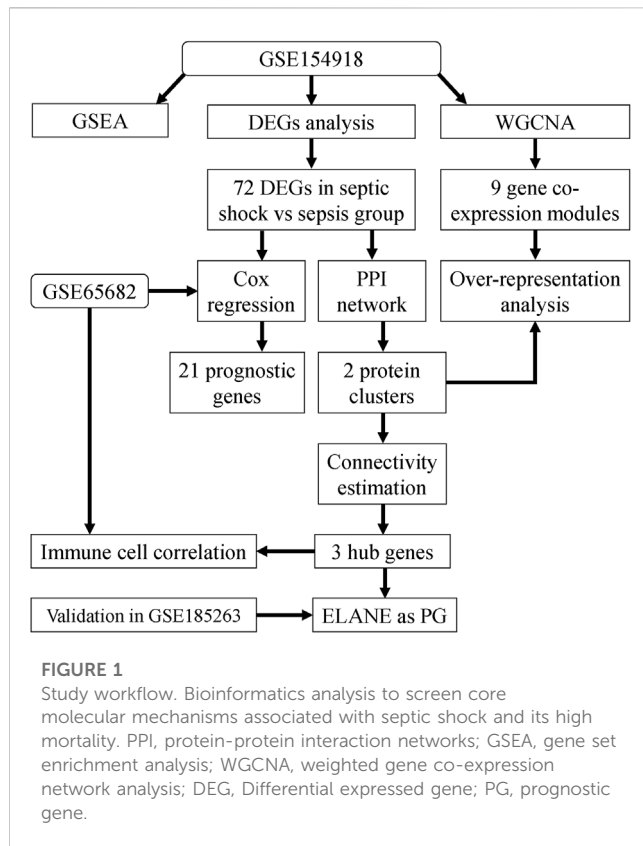 GSE154918
GSEA
DEGs analysis
WGCNA
72 DEGs in septic
shock vs sepsis group
9 gene co-
expression modules
GSE65682
Cox
regression
PPI
network
Over-representation
analysis
21 prognostic
genes
2 protein
clusters
Connectivity
estimation
Immune cell correlation
3 hub genes
Validation in GSE185263
ELANE as PG
FIGURE 1
Study workflow. Bioinformatics analysis to screen core
molecular mechanisms associated with septic shock and its high
mortality. PPI, protein-protein interaction networks; GSEA, gene set
enrichment analysis; WGCNA, weighted gene co-expression
network analysis; DEG, Differential expressed gene; PG, prognostic
gene.